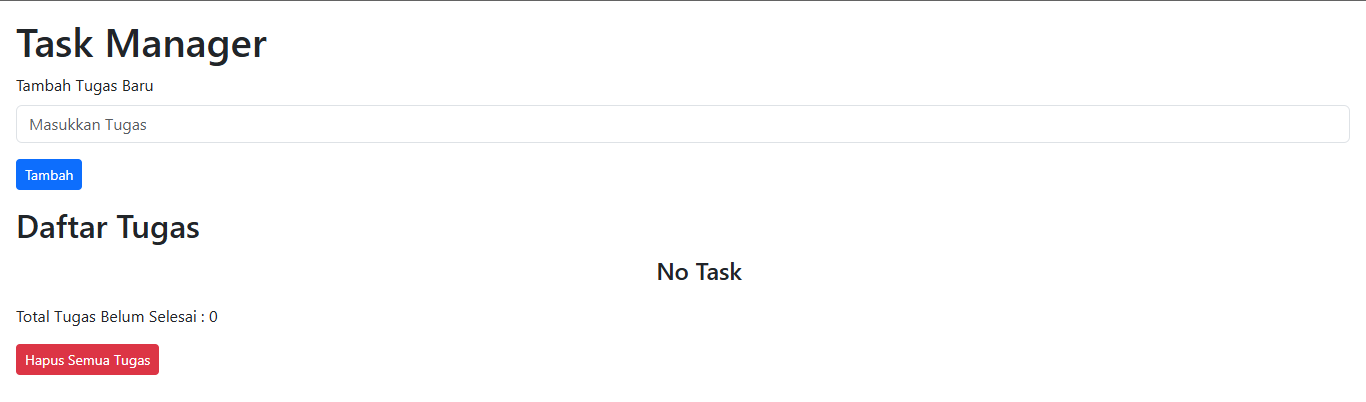 Task Manager
Tambah Tugas Baru
Masukkan Tugas
Tambah
Daftar Tugas
No Task
Total Tugas Belum Selesai : 0
Hapus Semua Tugas